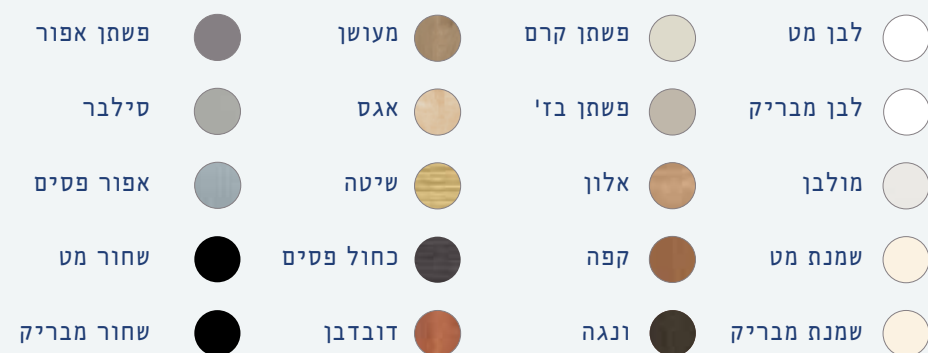 לבן מט
פשתן קרם
מעושן
פשתן אפור
לבן מבריק
פשתן בז'
אגס
סילבר
מולבן
אלון
שיטה
אפור פסים
שמנת מט
קפה
כחול פסים
שחור מט
שמנת מבריק
ונגה
דובדבן
שחור מבריק